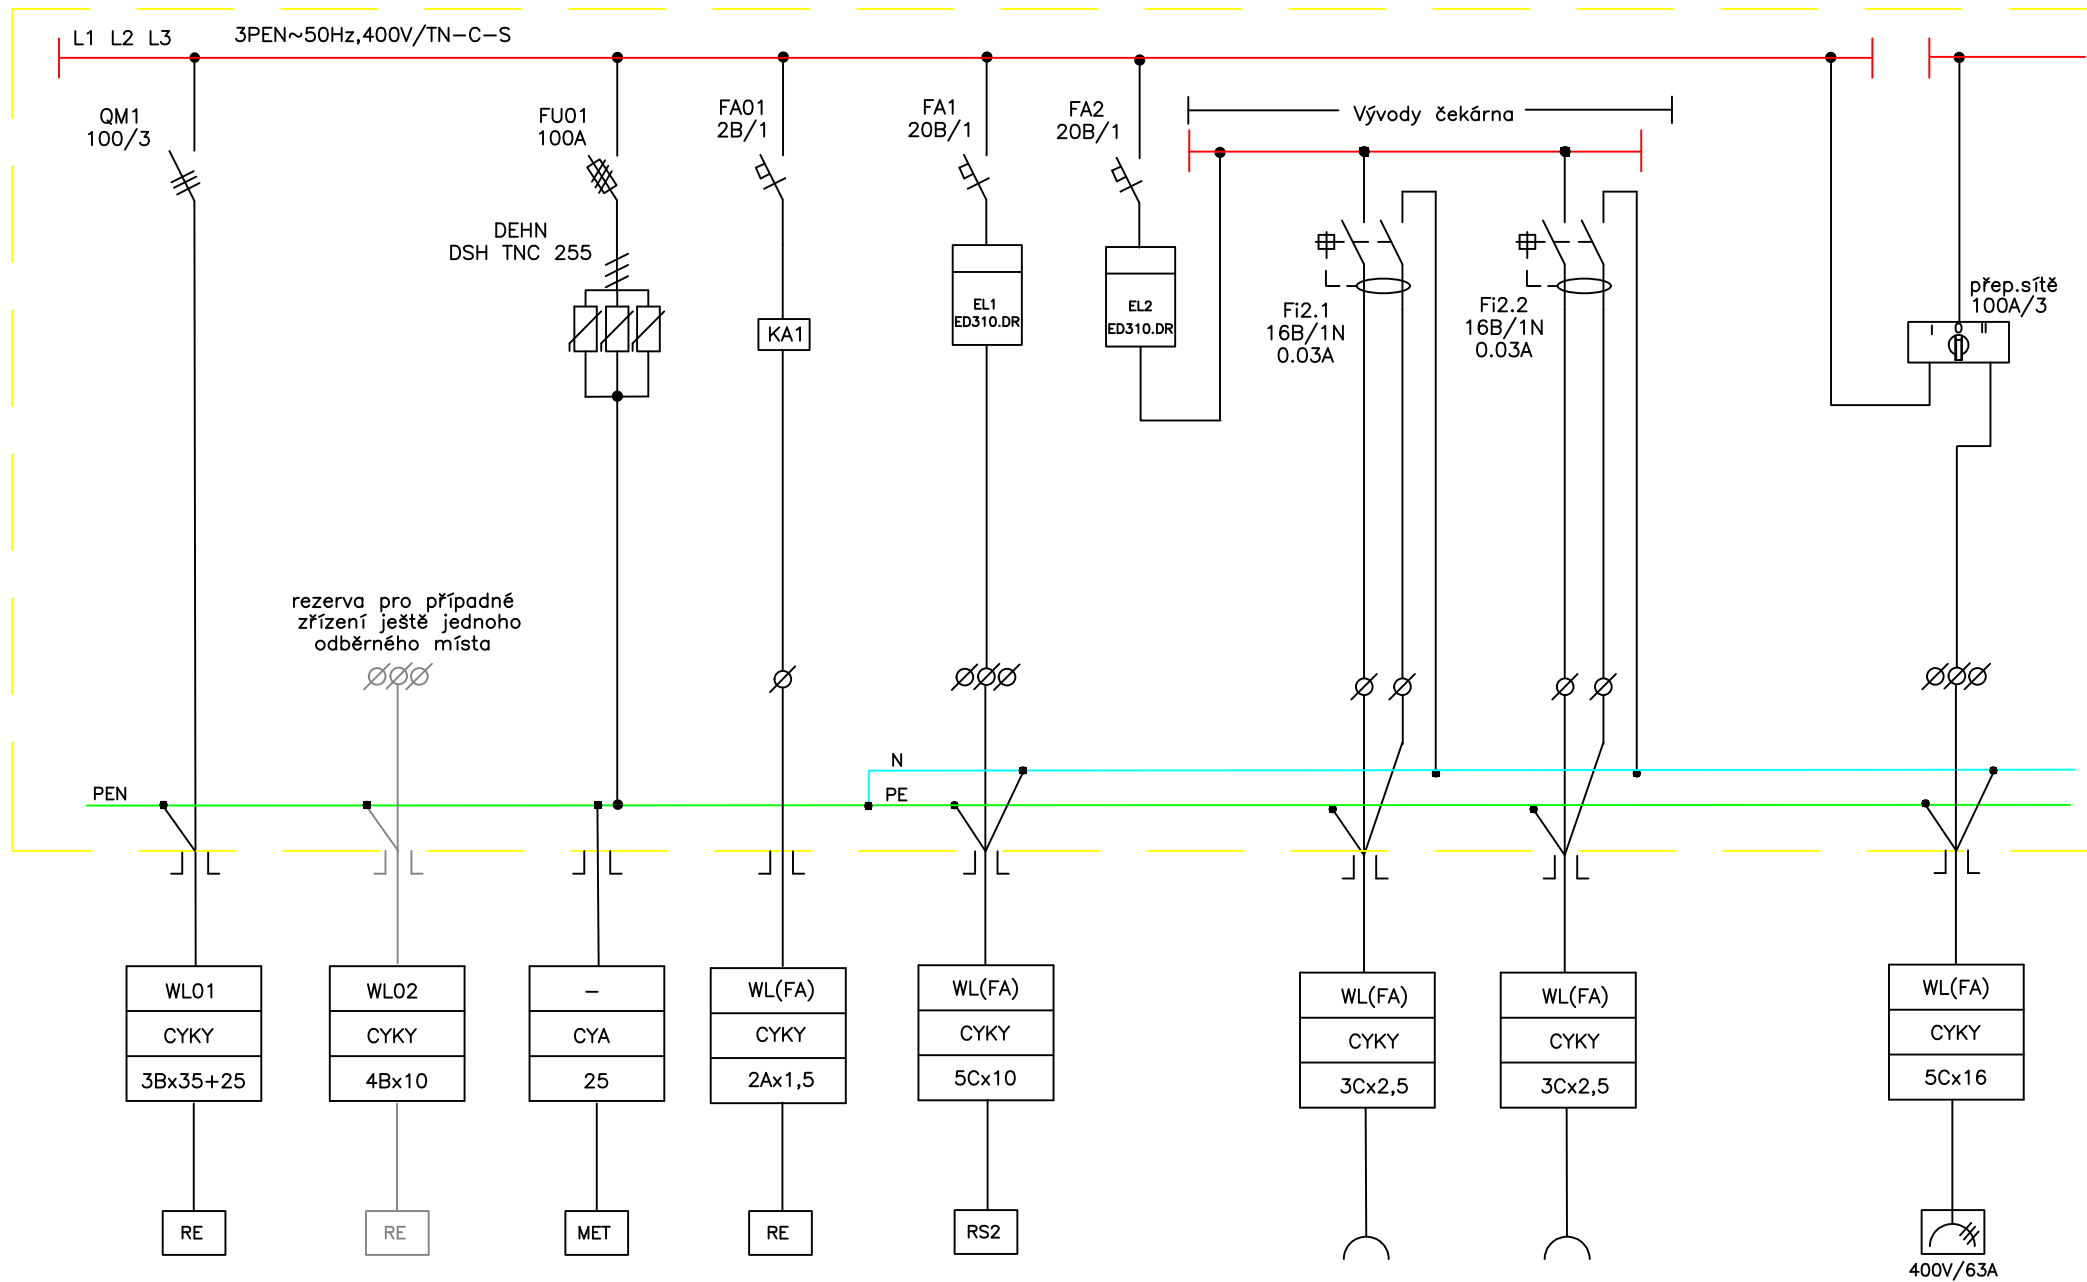 L1 L2 L3
3PEN~50Hz,400V/TN-C-S
QM1
100/3
FU01
100A
DEHN
DSH TNC 255
FA01
2B/1
KA1
FA1
20B/1
EL1
ED310.DR
FA2
20B/1
EL2
ED310.DR
Vývody čekárna
Fi2.1
16B/1N
0.03A
Fi2.2
16B/1N
0.03A
přep.sítě
100A/3
I 0 II
rezerva pro případné
zřízení ještě jednoho
odběrného místa
N
PEN
PE
WL01
CYKY
3Bx35+25
RE
WL02
CYKY
4Bx10
RE
-
CYA
25
MET
WL(FA)
CYKY
2Ax1,5
RE
WL(FA)
CYKY
5Cx10
RS2
WL(FA)
CYKY
3Cx2,5
WL(FA)
CYKY
3Cx2,5
WL(FA)
CYKY
5Cx16
400V/63A